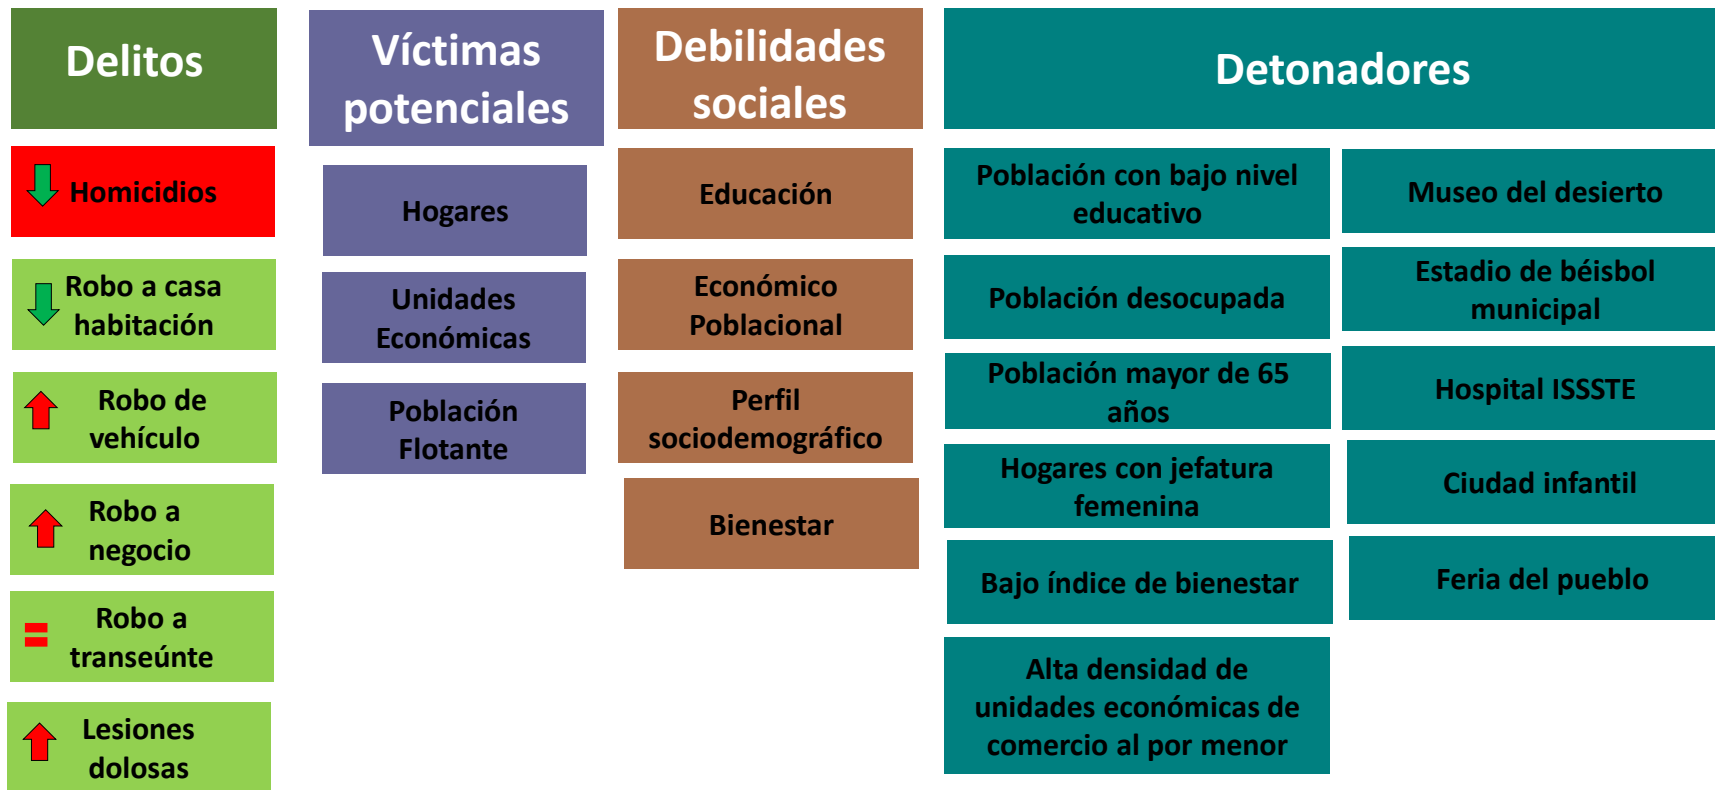 Delitos
Homicidios
Robo a casa
habitación
Robo de
vehículo
Robo a
negocio
=
Robo a
transeúnte
Lesiones
dolosas
Víctimas
potenciales
Hogares
Unidades
Económicas
Población
Flotante
Debilidades
sociales
Educación
Económico
Poblacional
Perfil
sociodemográfico
Bienestar
Detonadores
Población con bajo nivel
educativo
Población desocupada
Población mayor de 65
años
Hogares con jefatura
femenina
Bajo índice de bienestar
Alta densidad de
unidades económicas de
comercio al por menor
Museo del desierto
Estadio de béisbol
municipal
Hospital ISSSTE
Ciudad infantil
Feria del pueblo